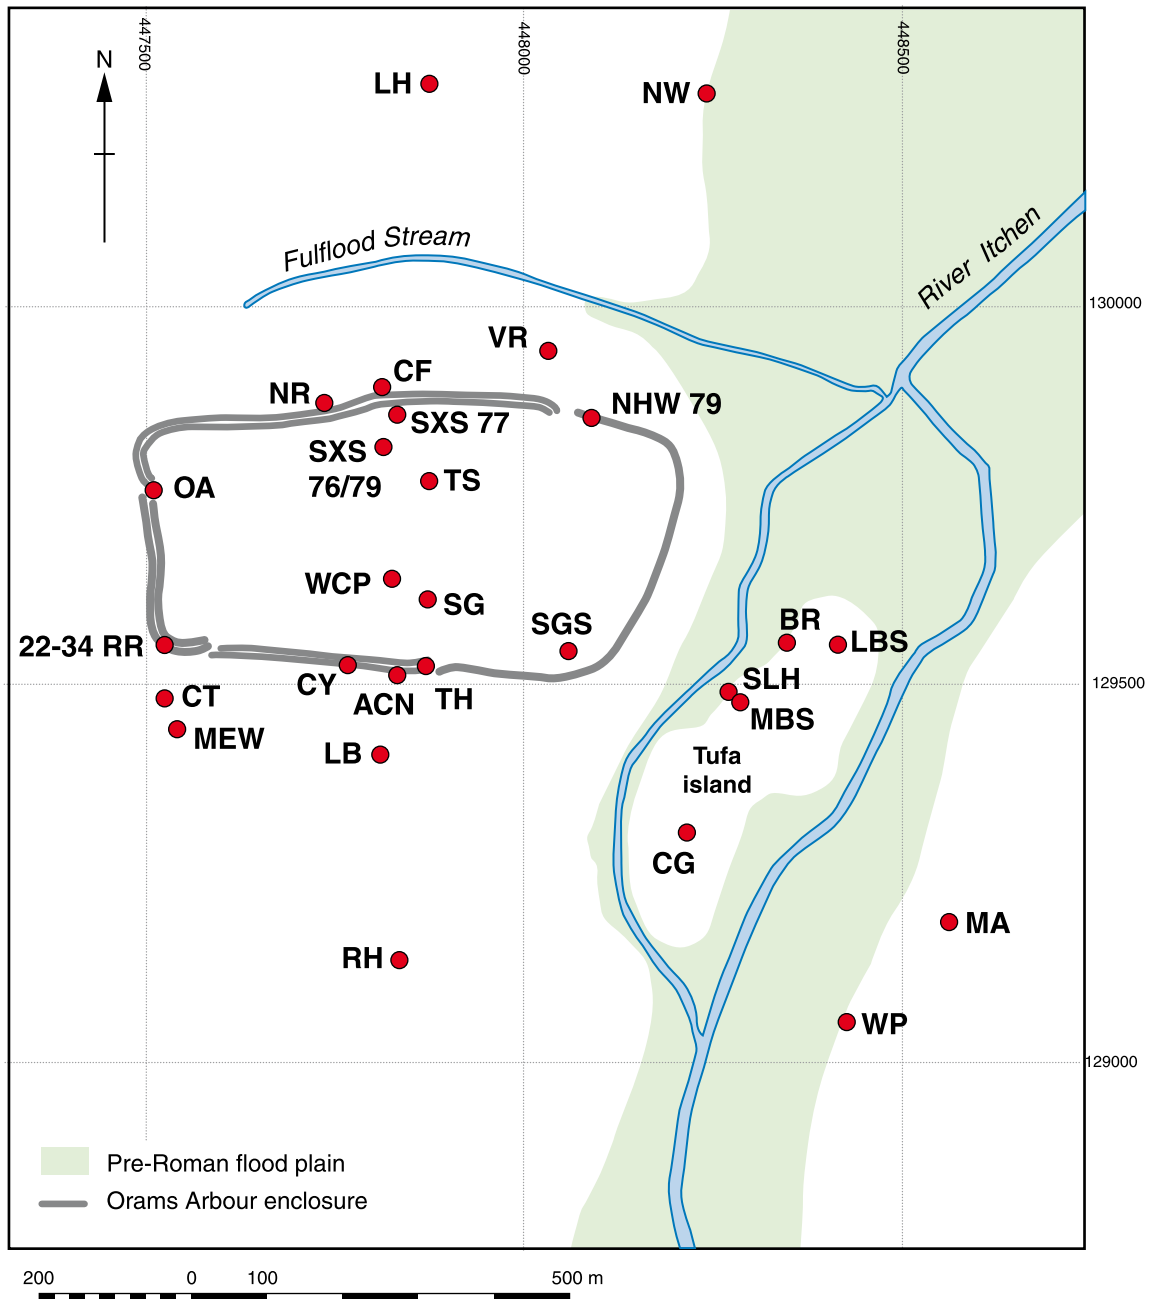 447500
448000
448500
N
LH
NW
Fulflood Stream
River Itchen
130000
VR
CF
NR
NHW 79
SXS 77
SXS
76/79
TS
OA
WCP
SG
SGS
BR
LBS
22-34 RR
CY
ACN
TH
SLH
MBS
129500
CT
MEW
LB
Tufa
island
CG
MA
RH
WP
129000
Pre-Roman flood plain
Orams Arbour enclosure
200 0 100 500 m